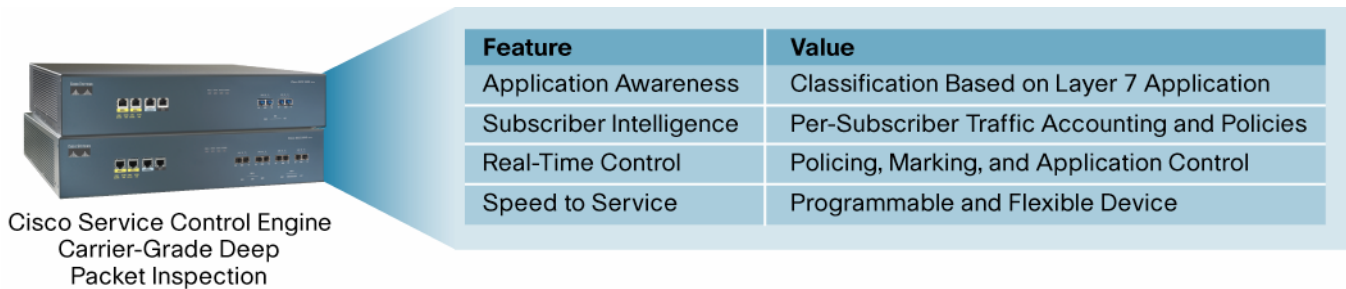 Feature Value
Application Awareness Classification Based on Layer 7 Application
Subscriber Intelligence Per-Subscriber Traffic Accounting and Policies
Real-Time Control Policing, Marking, and Application Control
Speed to Service Programmable and Flexible Device
Cisco Service Control Engine
Carrier-Grade Deep
Packet Inspection